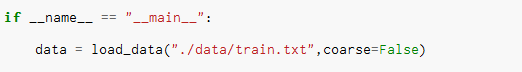 if __name__ == "__main__":
    data = load_data("./data/train.txt",coarse=False)